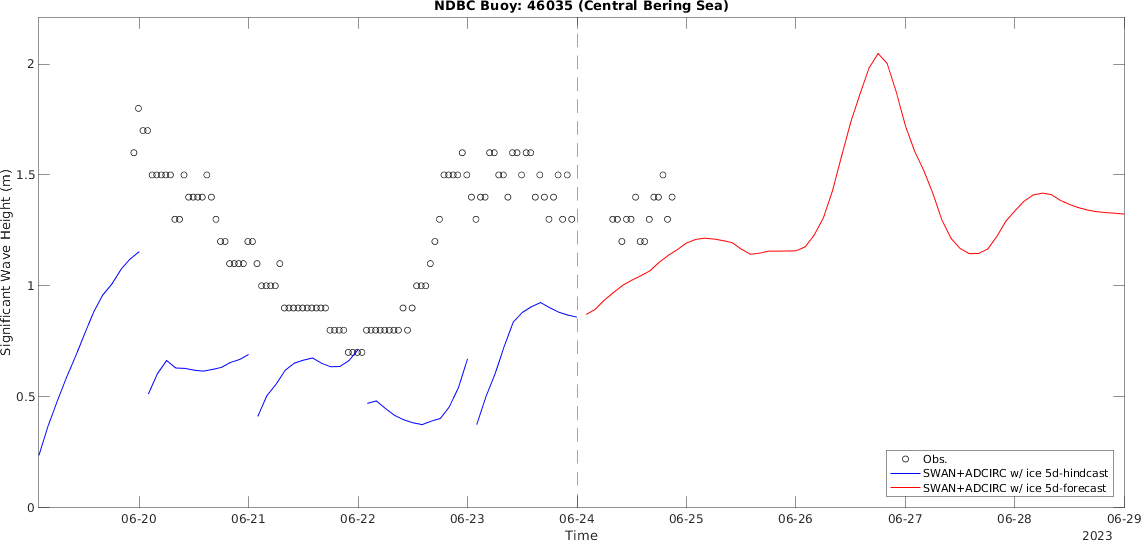 NDBC Buoy: 46035 (Central Bering Sea)
2
1.5
1
0.5
0
Significant Wave Height (m)
Obs.
SWAN+ADCIRC w/ ice 5d-hindcast
SWAN+ADCIRC w/ ice 5d-forecast
06-20 06-21 06-22 06-23 06-24 06-25 06-26 06-27 06-28 06-29
Time
2023